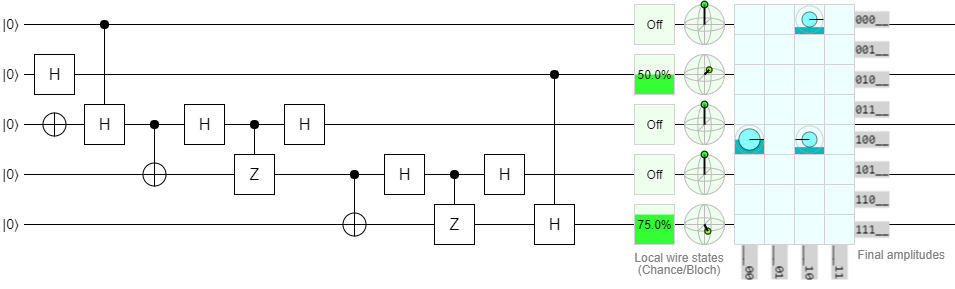 |0⟩ Off 000__
001__
|0⟩ H 50.0% 010__
011__
|0⟩ H H H Off 100__
101__
|0⟩ Z H H Off 110__
|0⟩ Z H 75.0% 111__
Local wire states
(Chance/Bloch)
__00 __01 __10 __11
Final amplitudes